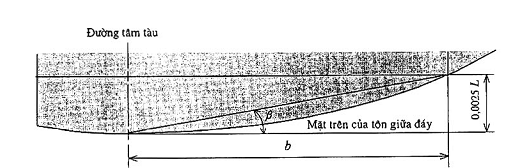 Đường tâm tàu
0,0025 L
β
Mặt trên của tôn giữa đáy
b